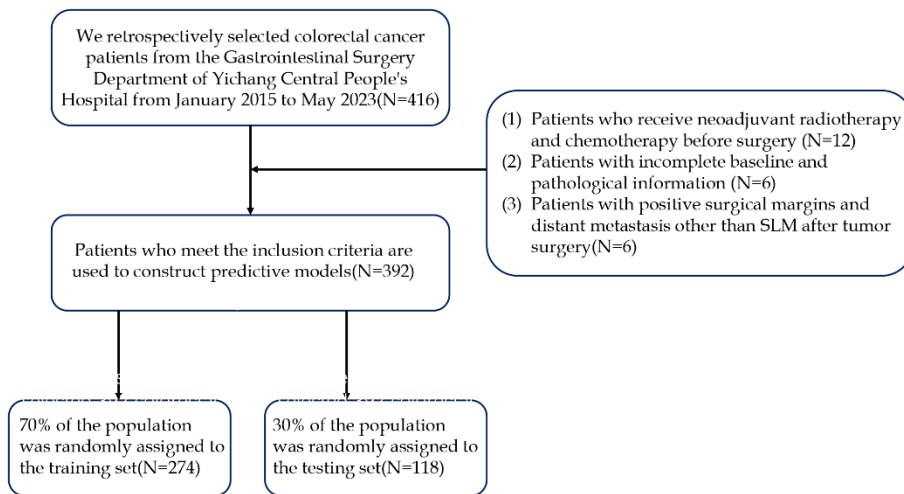 We retrospectively selected colorectal cancer
patients from the Gastrointestinal Surgery
Department of Yichang Central People's
Hospital from January 2015 to May 2023(N=416)
(1) Patients who receive neoadjuvant radiotherapy
and chemotherapy before surgery (N=12)
(2) Patients with incomplete baseline and
pathological information (N=6)
(3) Patients with positive surgical margins and
distant metastasis other than SLM after tumor
surgery(N=6)
Patients who meet the inclusion criteria are
used to construct predictive models(N=392)
70% of the population
was randomly assigned to
the training set(N=274)
30% of the population
was randomly assigned to
the testing set(N=118)